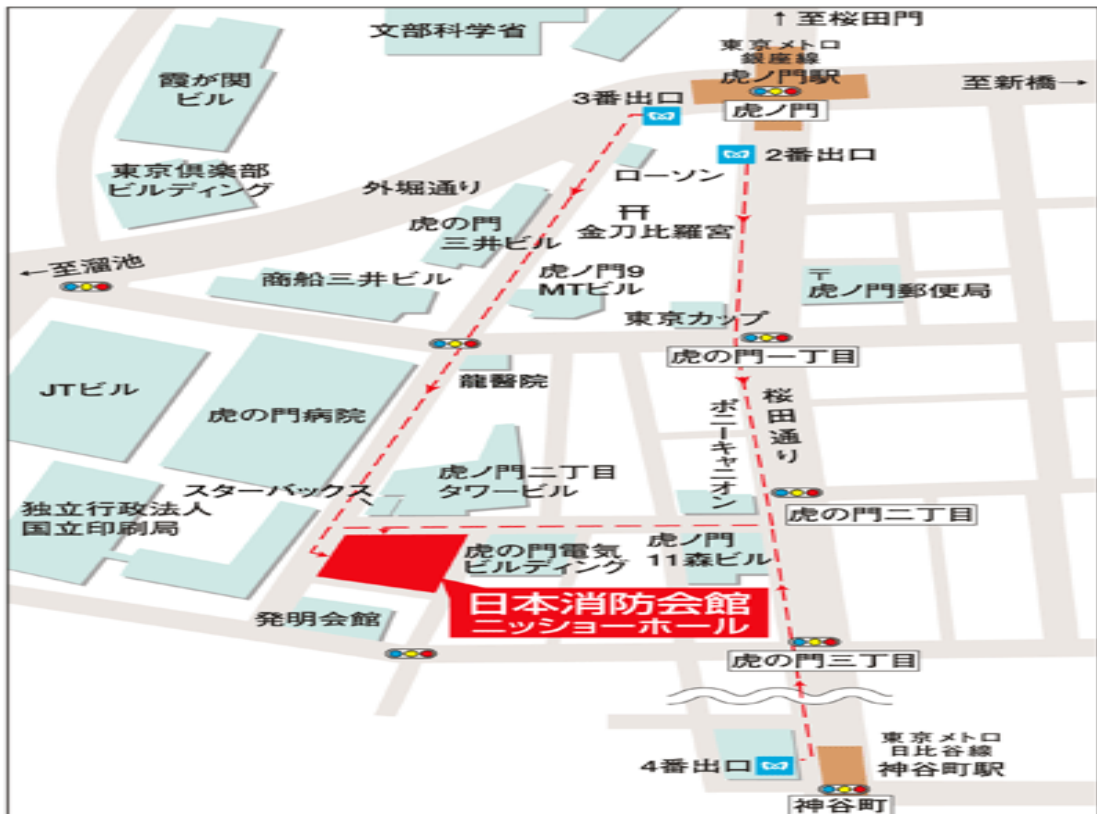 文部科学省
↑至桜田門
東京メトロ
銀座線
虎ノ門駅
霞が関
ビル
至新橋→
3番出口
虎ノ門
2番出口
東京倶楽部
ビルディング
ローソン
外堀通り
虎の門
三井ビル
金刀比羅宮
←至溜池
商船三井ビル
虎ノ門9
MTビル
〒
虎ノ門郵便局
東京カップ
虎の門一丁目
JTビル
龍醫院
虎の門病院
ポニーキャニオン
桜田通り
虎ノ門二丁目
タワービル
スターバックス
独立行政法人
国立印刷局
虎の門二丁目
虎の門電気
ビルディング
虎ノ門
11森ビル
日本消防会館
ニッショーホール
発明会館
虎の門三丁目
東京メトロ
日比谷線
神谷町駅
4番出口
神谷町